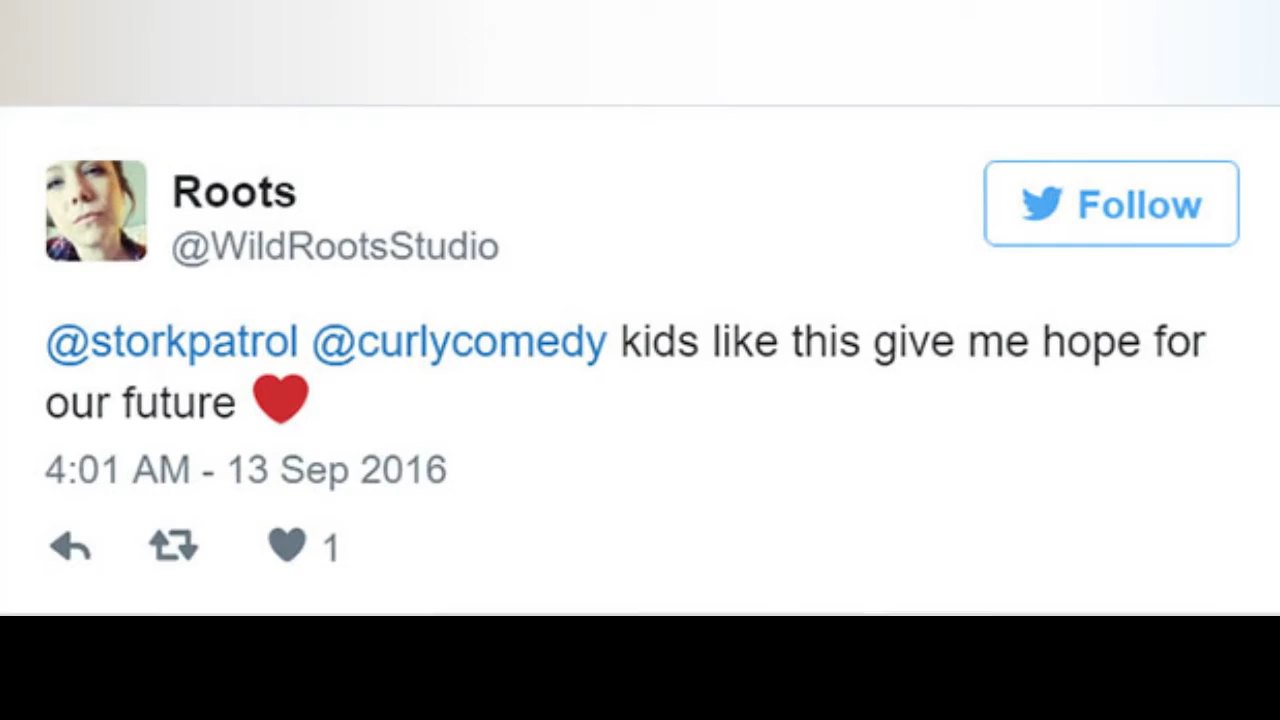 Roots
@WildRootsStudio
Follow
@storkpatrol @curlycomedy kids like this give me hope for
our future ❤
4:01 AM - 13 Sep 2016
1